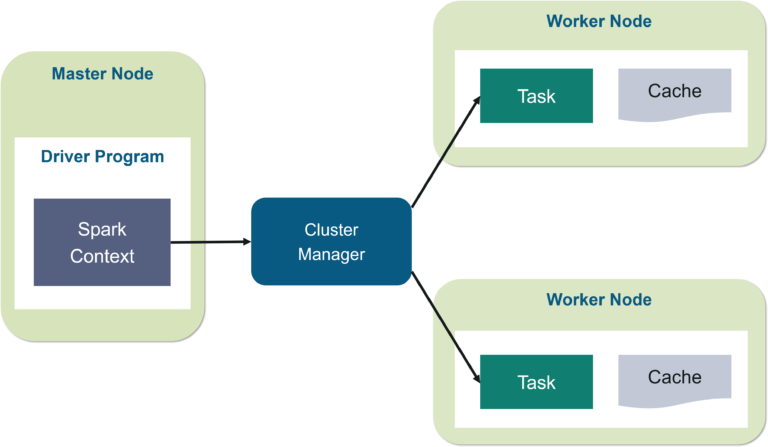 Master Node
Driver Program
Spark
Context
Cluster
Manager
Worker Node
Task
Cache
Worker Node
Task
Cache